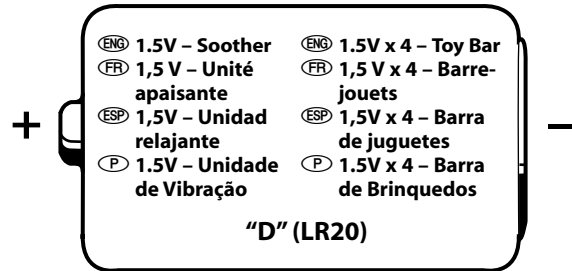 ENG 1.5V – Soother
FR 1,5 V – Unité
apaisante
ESP 1,5V – Unidad
relajante
P 1.5V – Unidade
de Vibração
ENG 1.5V x 4 – Toy Bar
FR 1,5 V x 4 – Barre-
jouets
ESP 1,5V x 4 – Barra
de juguetes
P 1.5V x 4 – Barra
de Brinquedos
"D" (LR20)
+
–